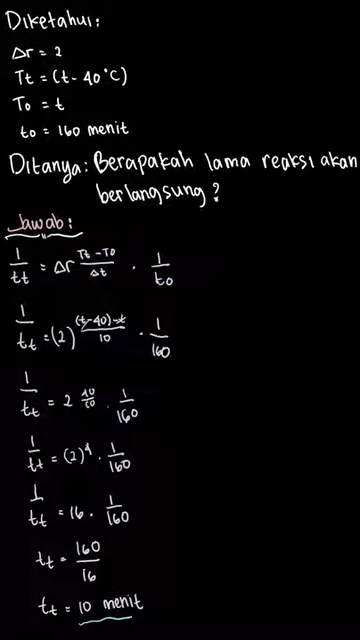 Diketahui:
Δr = 2
Tt = (t - 40°C)
To = t
to = 160 menit
Ditanya: Berapakah lama reaksi akan
berlangsung?
Jawab:
1/tt = Δr^(Tt - To / Δt) · 1/to
1/tt = (2)^((t-40)-t / 10) · 1/160
1/tt = 2^(40/10) · 1/160
1/tt = (2)^4 · 1/160
1/tt = 16 · 1/160
tt = 160/16
tt = 10 menit